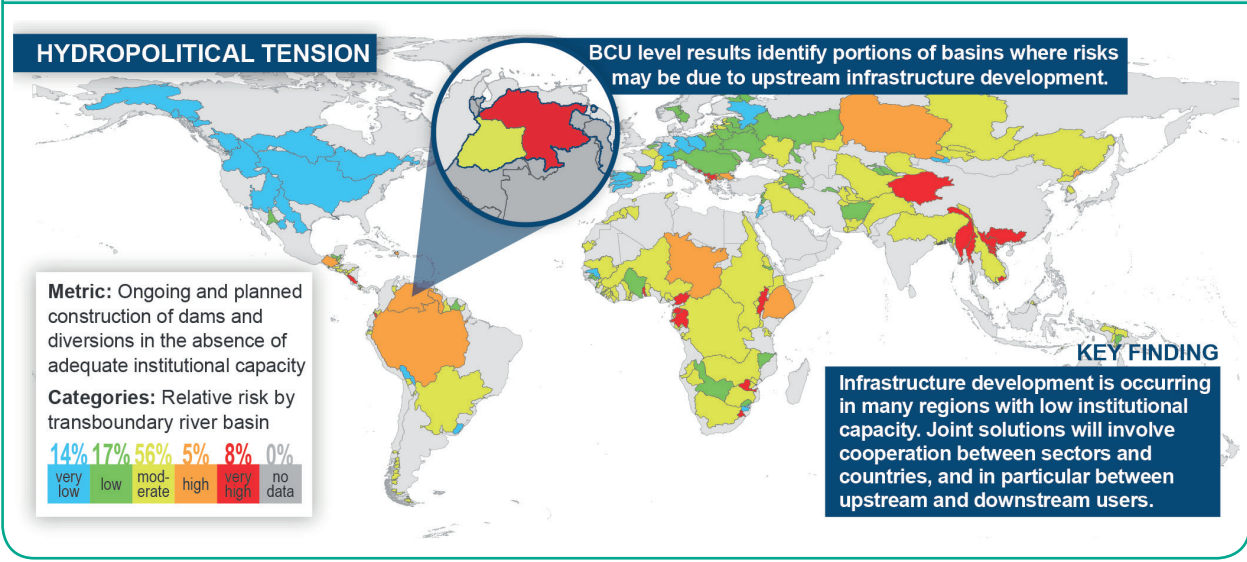 HYDROPOLITICAL TENSION
BCU level results identify portions of basins where risks
may be due to upstream infrastructure development.
Metric: Ongoing and planned
construction of dams and
diversions in the absence of
adequate institutional capacity
Categories: Relative risk by
transboundary river basin
14% 17% 56% 5% 8% 0%
very low
low
mod-
erate
high
very high
no data
KEY FINDING
Infrastructure development is occurring
in many regions with low institutional
capacity. Joint solutions will involve
cooperation between sectors and
countries, and in particular between
upstream and downstream users.